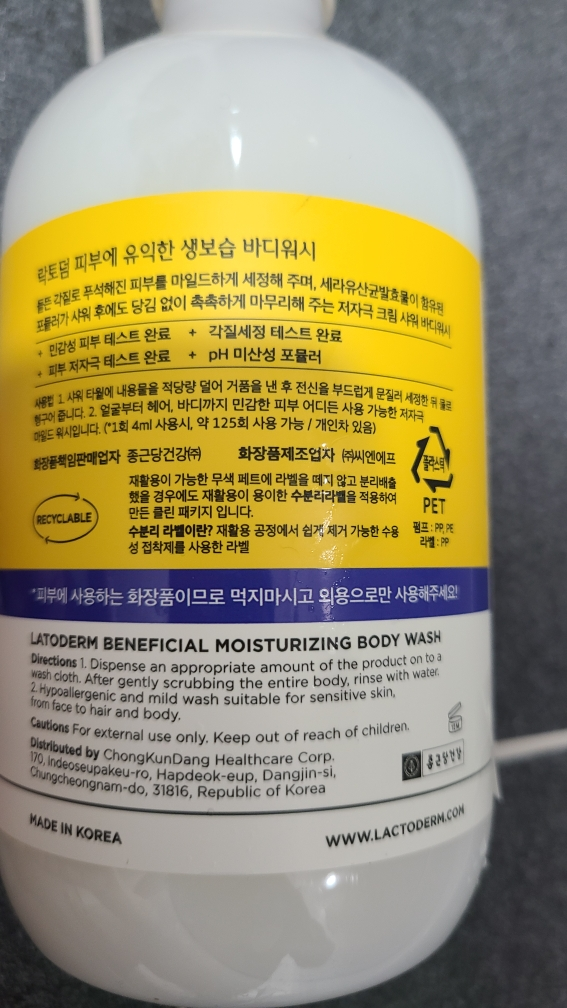 락토덤 피부에 유익한 생보습 바디워시
들뜬 각질로 푸석해진 피부를 마일드하게 세정해 주며, 세라유산균발효물이 함유된
포뮬러가 샤워 후에도 당김 없이 촉촉하게 마무리해 주는 저자극 크림 샤워 바디워시
+ 민감성 피부 테스트 완료 + 각질세정 테스트 완료
+ 피부 저자극 테스트 완료 + pH 미산성 포뮬러
사용법 1. 샤워 타월에 내용물을 적당량 덜어 거품을 낸 후 전신을 부드럽게 문질러 세정한 뒤 물로
헹구어 줍니다. 2. 얼굴부터 헤어, 바디까지 민감한 피부 어디든 사용 가능한 저자극
마일드 워시입니다. (*1회 4ml 사용시, 약 125회 사용 가능 / 개인차 있음)
화장품책임판매업자 종근당건강㈜ 화장품제조업자 ㈜씨엔에프
RECYCLABLE
재활용이 가능한 무색 페트에 라벨을 떼지 않고 분리배출
했을 경우에도 재활용이 용이한 수분리라벨을 적용하여
만든 클린 패키지 입니다.
수분리 라벨이란? 재활용 공정에서 쉽게 제거 가능한 수용
성 접착제를 사용한 라벨
플라스틱
PET
펌프 : PP, PE
라벨 : PP
*피부에 사용하는 화장품이므로 먹지마시고 외용으로만 사용해주세요!
LATODERM BENEFICIAL MOISTURIZING BODY WASH
Directions 1. Dispense an appropriate amount of the product on to a
wash cloth. After gently scrubbing the entire body, rinse with water.
2. Hypoallergenic and mild wash suitable for sensitive skin,
from face to hair and body.
Cautions For external use only. Keep out of reach of children.
12M
Distributed by ChongKunDang Healthcare Corp.
170, Indeoseupakeu-ro, Hapdeok-eup, Dangjin-si,
Chungcheongnam-do, 31816, Republic of Korea
종근당건강
MADE IN KOREA
WWW.LACTODERM.COM